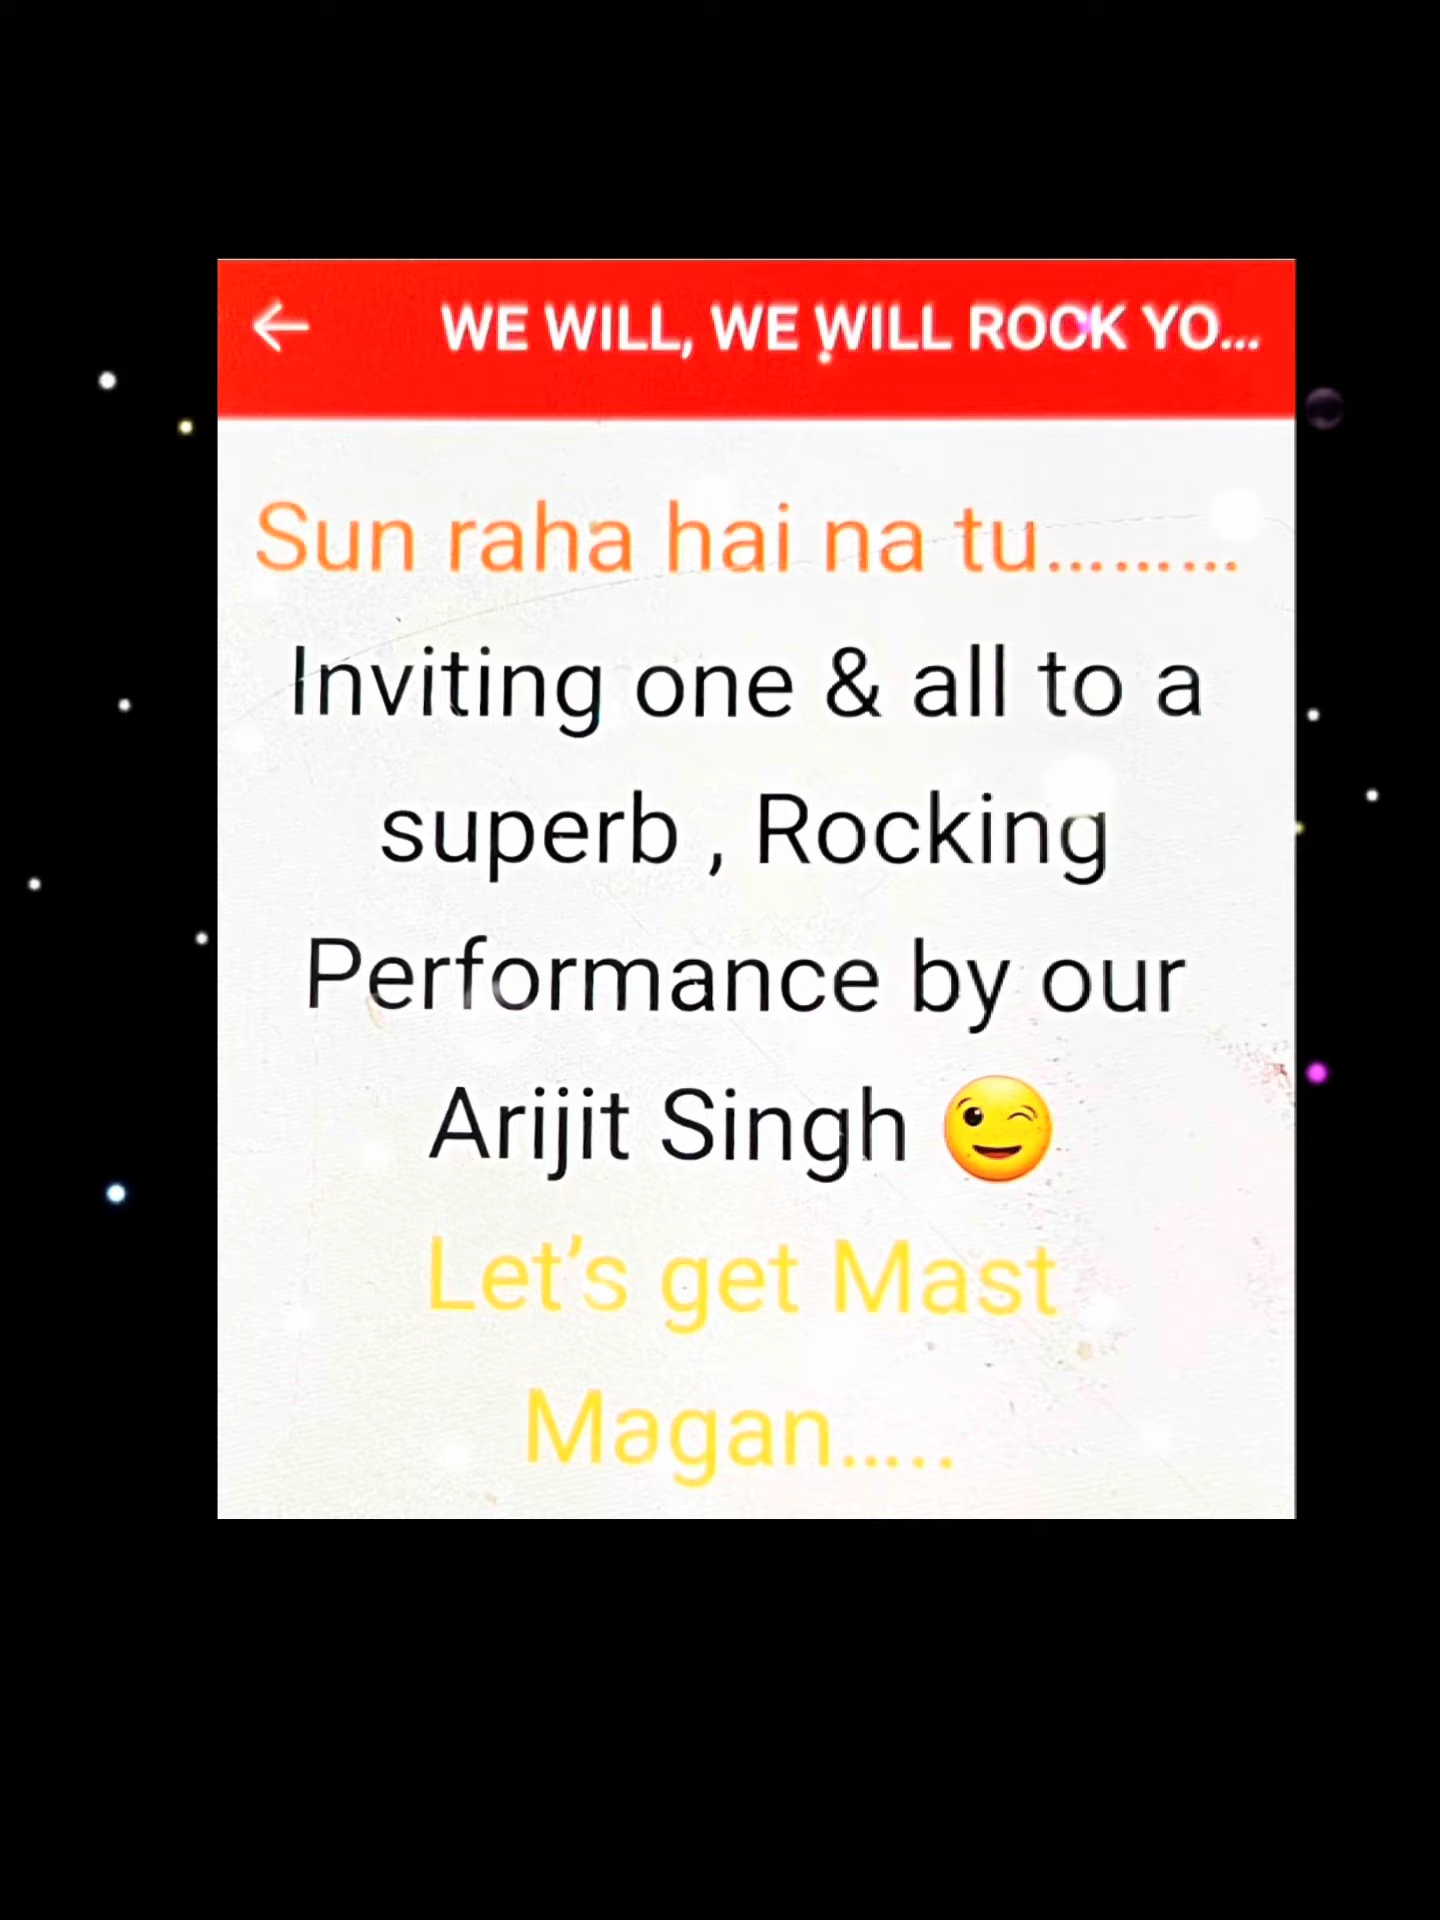 WE WILL, WE WILL ROCK YO...
Sun raha hai na tu.........
Inviting one & all to a
superb , Rocking
Performance by our
Arijit Singh 😉
Let's get Mast
Magan.....